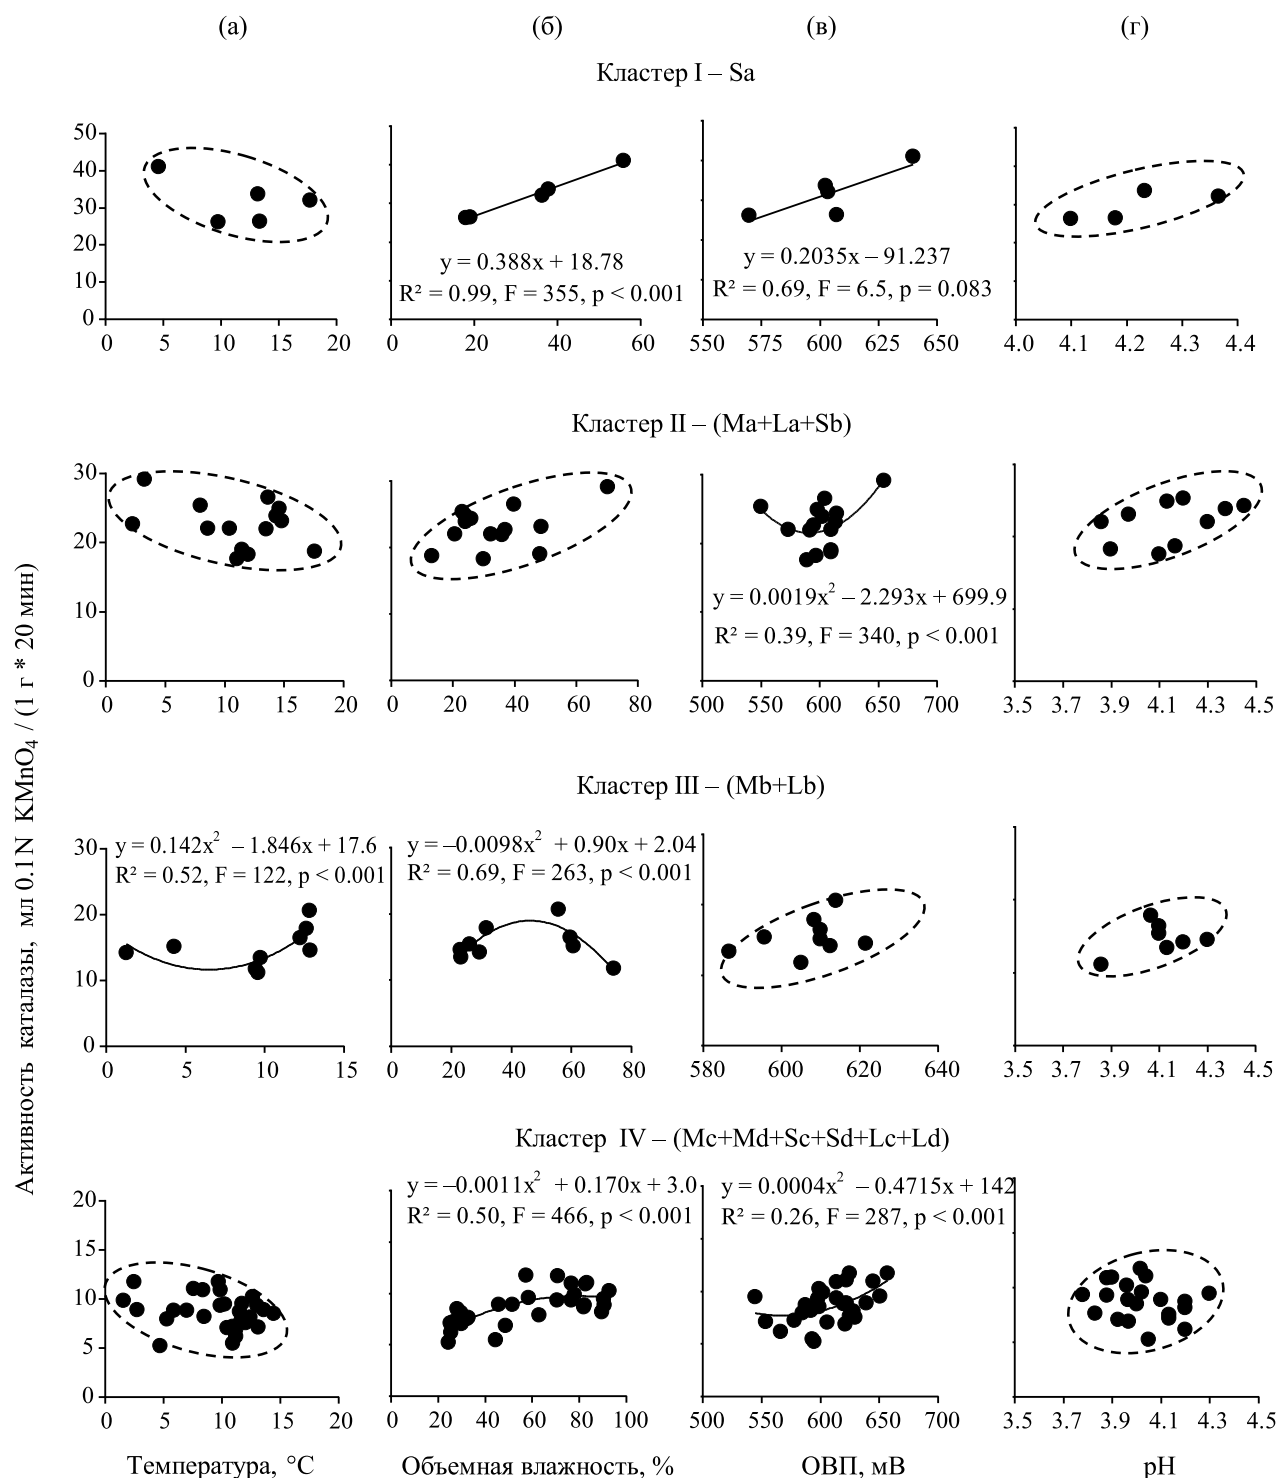 (а) (б) (в) (г)
Кластер I – Sa
50
40
30
20
10
0
y = 0.388x + 18.78
R² = 0.99, F = 355, p < 0.001
y = 0.2035x – 91.237
R² = 0.69, F = 6.5, p = 0.083
0 5 10 15 20 0 20 40 60 550 575 600 625 650 4.0 4.1 4.2 4.3 4.4
Кластер II – (Ma+La+Sb)
30
20
10
0
y = 0.0019x² – 2.293x + 699.9
R² = 0.39, F = 340, p < 0.001
0 5 10 15 20 0 20 40 60 80 500 550 600 650 700 3.5 3.7 3.9 4.1 4.3 4.5
Кластер III – (Mb+Lb)
y = 0.142x² – 1.846x + 17.6
R² = 0.52, F = 122, p < 0.001
y = –0.0098x² + 0.90x + 2.04
R² = 0.69, F = 263, p < 0.001
30
20
10
0
0 5 10 15 0 20 40 60 80 580 600 620 640 3.5 3.7 3.9 4.1 4.3 4.5
Кластер IV – (Mc+Md+Sc+Sd+Lc+Ld)
y = –0.0011x² + 0.170x + 3.0
R² = 0.50, F = 466, p < 0.001
y = 0.0004x² – 0.4715x + 142
R² = 0.26, F = 287, p < 0.001
20
15
10
5
0
0 5 10 15 20 0 20 40 60 80 100 500 550 600 650 700 3.5 3.7 3.9 4.1 4.3 4.5
Температура, °C Объемная влажность, % ОВП, мВ pH
Активность каталазы, мл 0.1N KMnO₄ / (1 г * 20 мин)